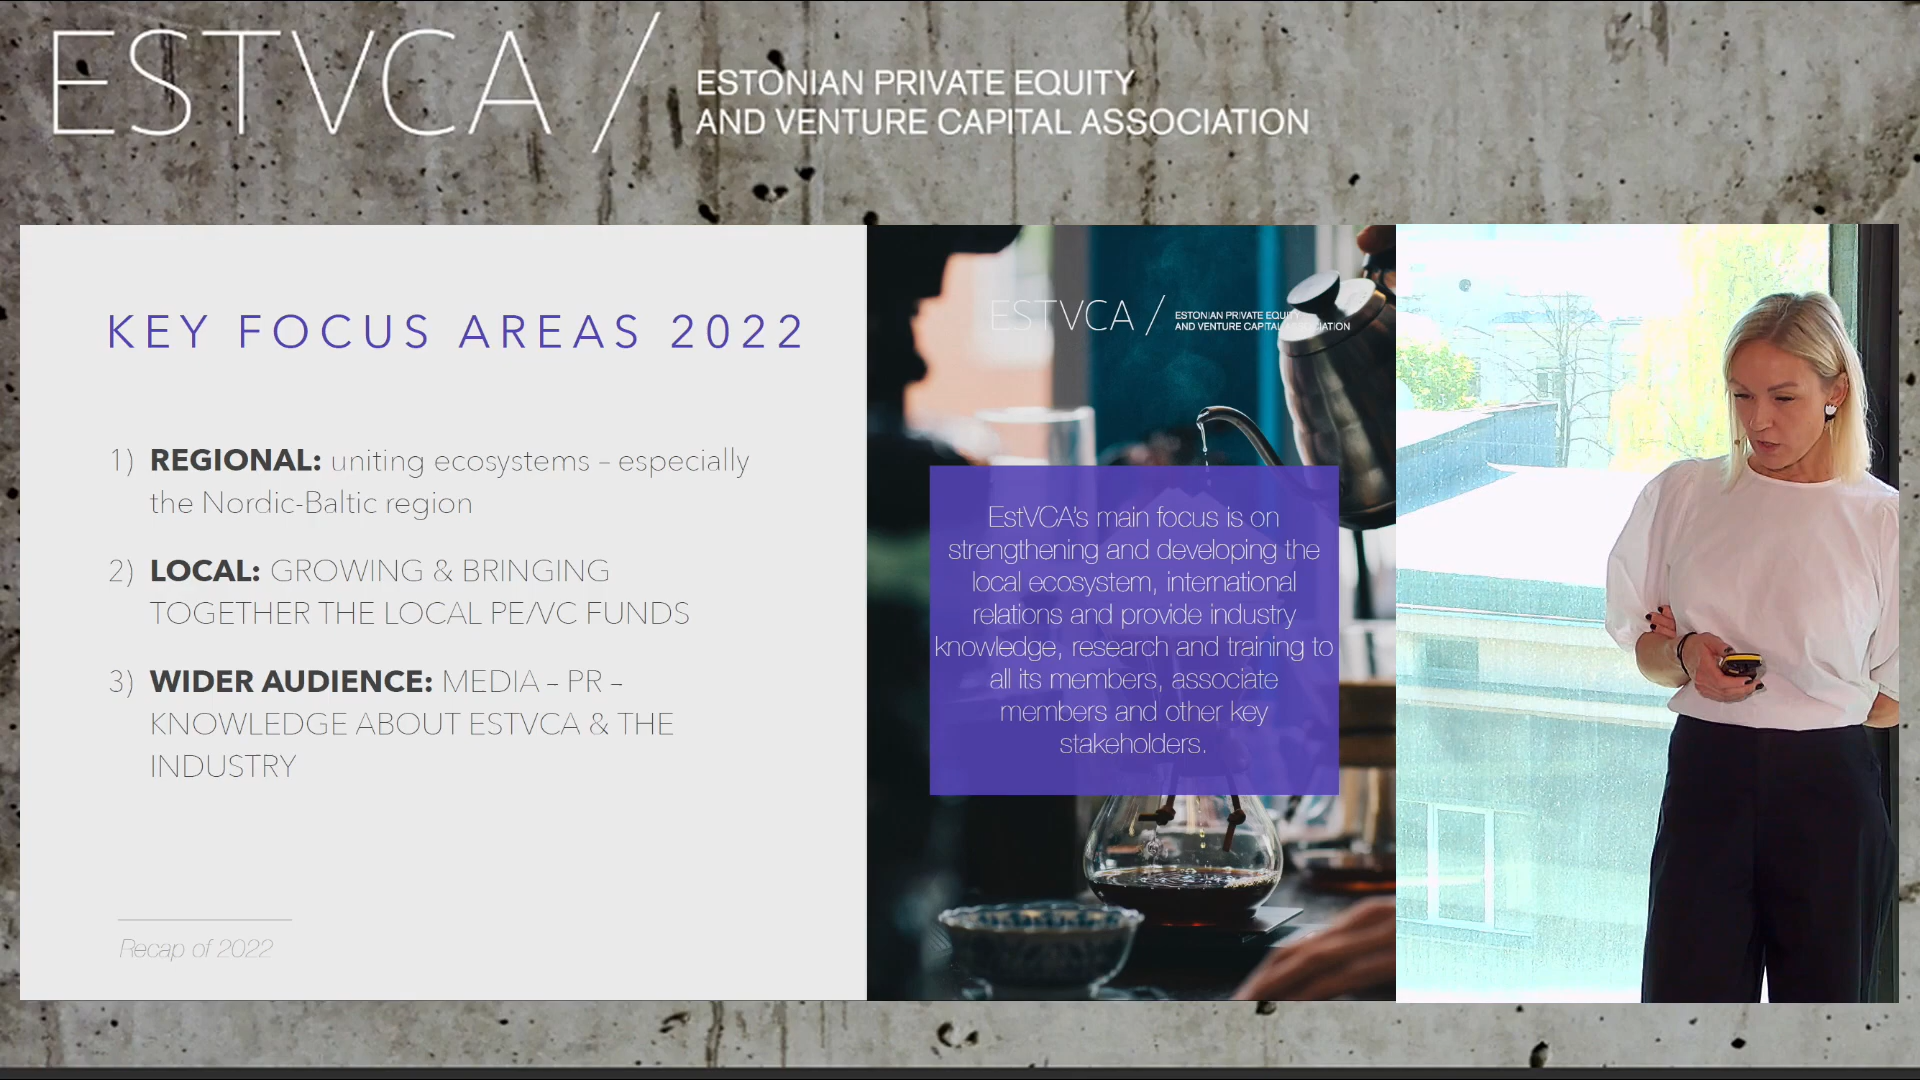 ESTVCA / ESTONIAN PRIVATE EQUITY
AND VENTURE CAPITAL ASSOCIATION
KEY FOCUS AREAS 2022
1) REGIONAL: uniting ecosystems – especially
the Nordic-Baltic region
2) LOCAL: GROWING & BRINGING
TOGETHER THE LOCAL PE/VC FUNDS
3) WIDER AUDIENCE: MEDIA – PR –
KNOWLEDGE ABOUT ESTVCA & THE
INDUSTRY
Recap of 2022
ESTVCA / ESTONIAN PRIVATE EQUITY
AND VENTURE CAPITAL ASSOCIATION
EstVCA's main focus is on
strengthening and developing the
local ecosystem, international
relations and provide industry
knowledge, research and training to
all its members, associate
members and other key
stakeholders.